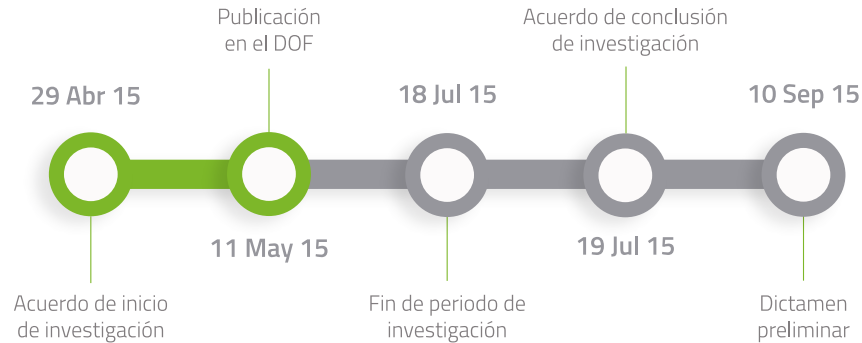 Publicación
en el DOF
Acuerdo de conclusión
de investigación
29 Abr 15
18 Jul 15
10 Sep 15
11 May 15
19 Jul 15
Acuerdo de inicio
de investigación
Fin de periodo de
investigación
Dictamen
preliminar